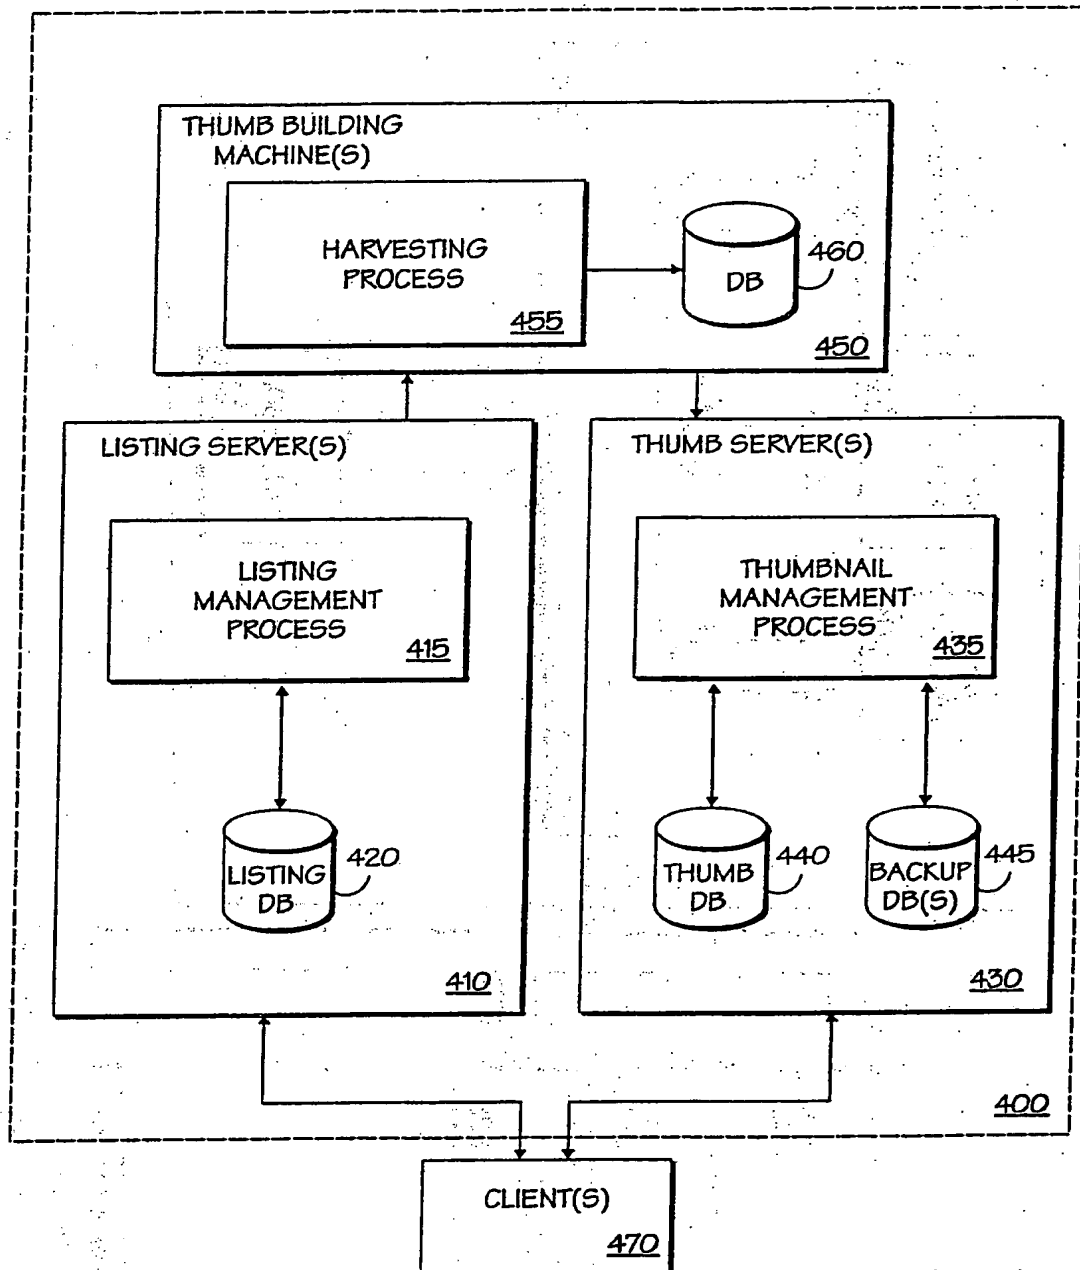 THUMB BUILDING
MACHINE(S)
HARVESTING
PROCESS
455
DB
460
450
LISTING SERVER(S)
LISTING
MANAGEMENT
PROCESS
415
LISTING
DB
420
410
THUMB SERVER(S)
THUMBNAIL
MANAGEMENT
PROCESS
435
THUMB
DB
440
BACKUP
DB(S)
445
430
400
CLIENT(S)
470